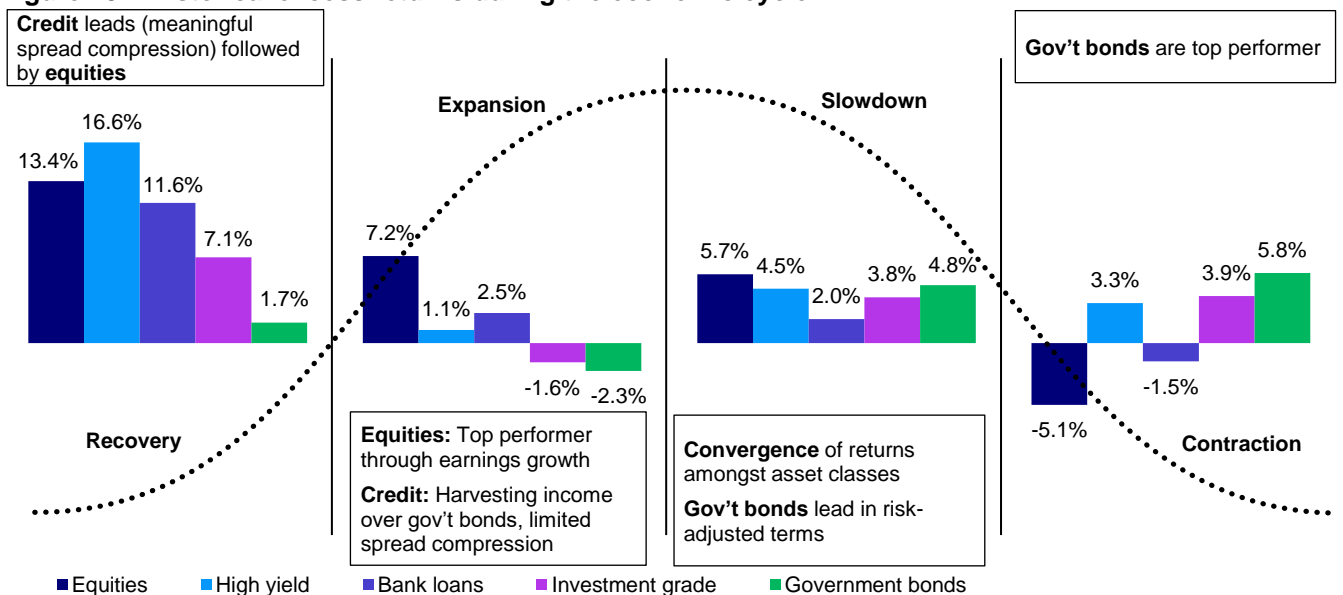 Credit leads (meaningful
spread compression) followed
by equities
Gov't bonds are top performer
Expansion
Slowdown
13.4%
16.6%
11.6%
7.1%
1.7%
7.2%
1.1%
2.5%
-1.6%
-2.3%
5.7%
4.5%
2.0%
3.8%
4.8%
-5.1%
3.3%
-1.5%
3.9%
5.8%
Recovery
Contraction
Equities: Top performer
through earnings growth
Credit: Harvesting income
over gov't bonds, limited
spread compression
Convergence of returns
amongst asset classes
Gov't bonds lead in risk-
adjusted terms
Equities
High yield
Bank loans
Investment grade
Government bonds